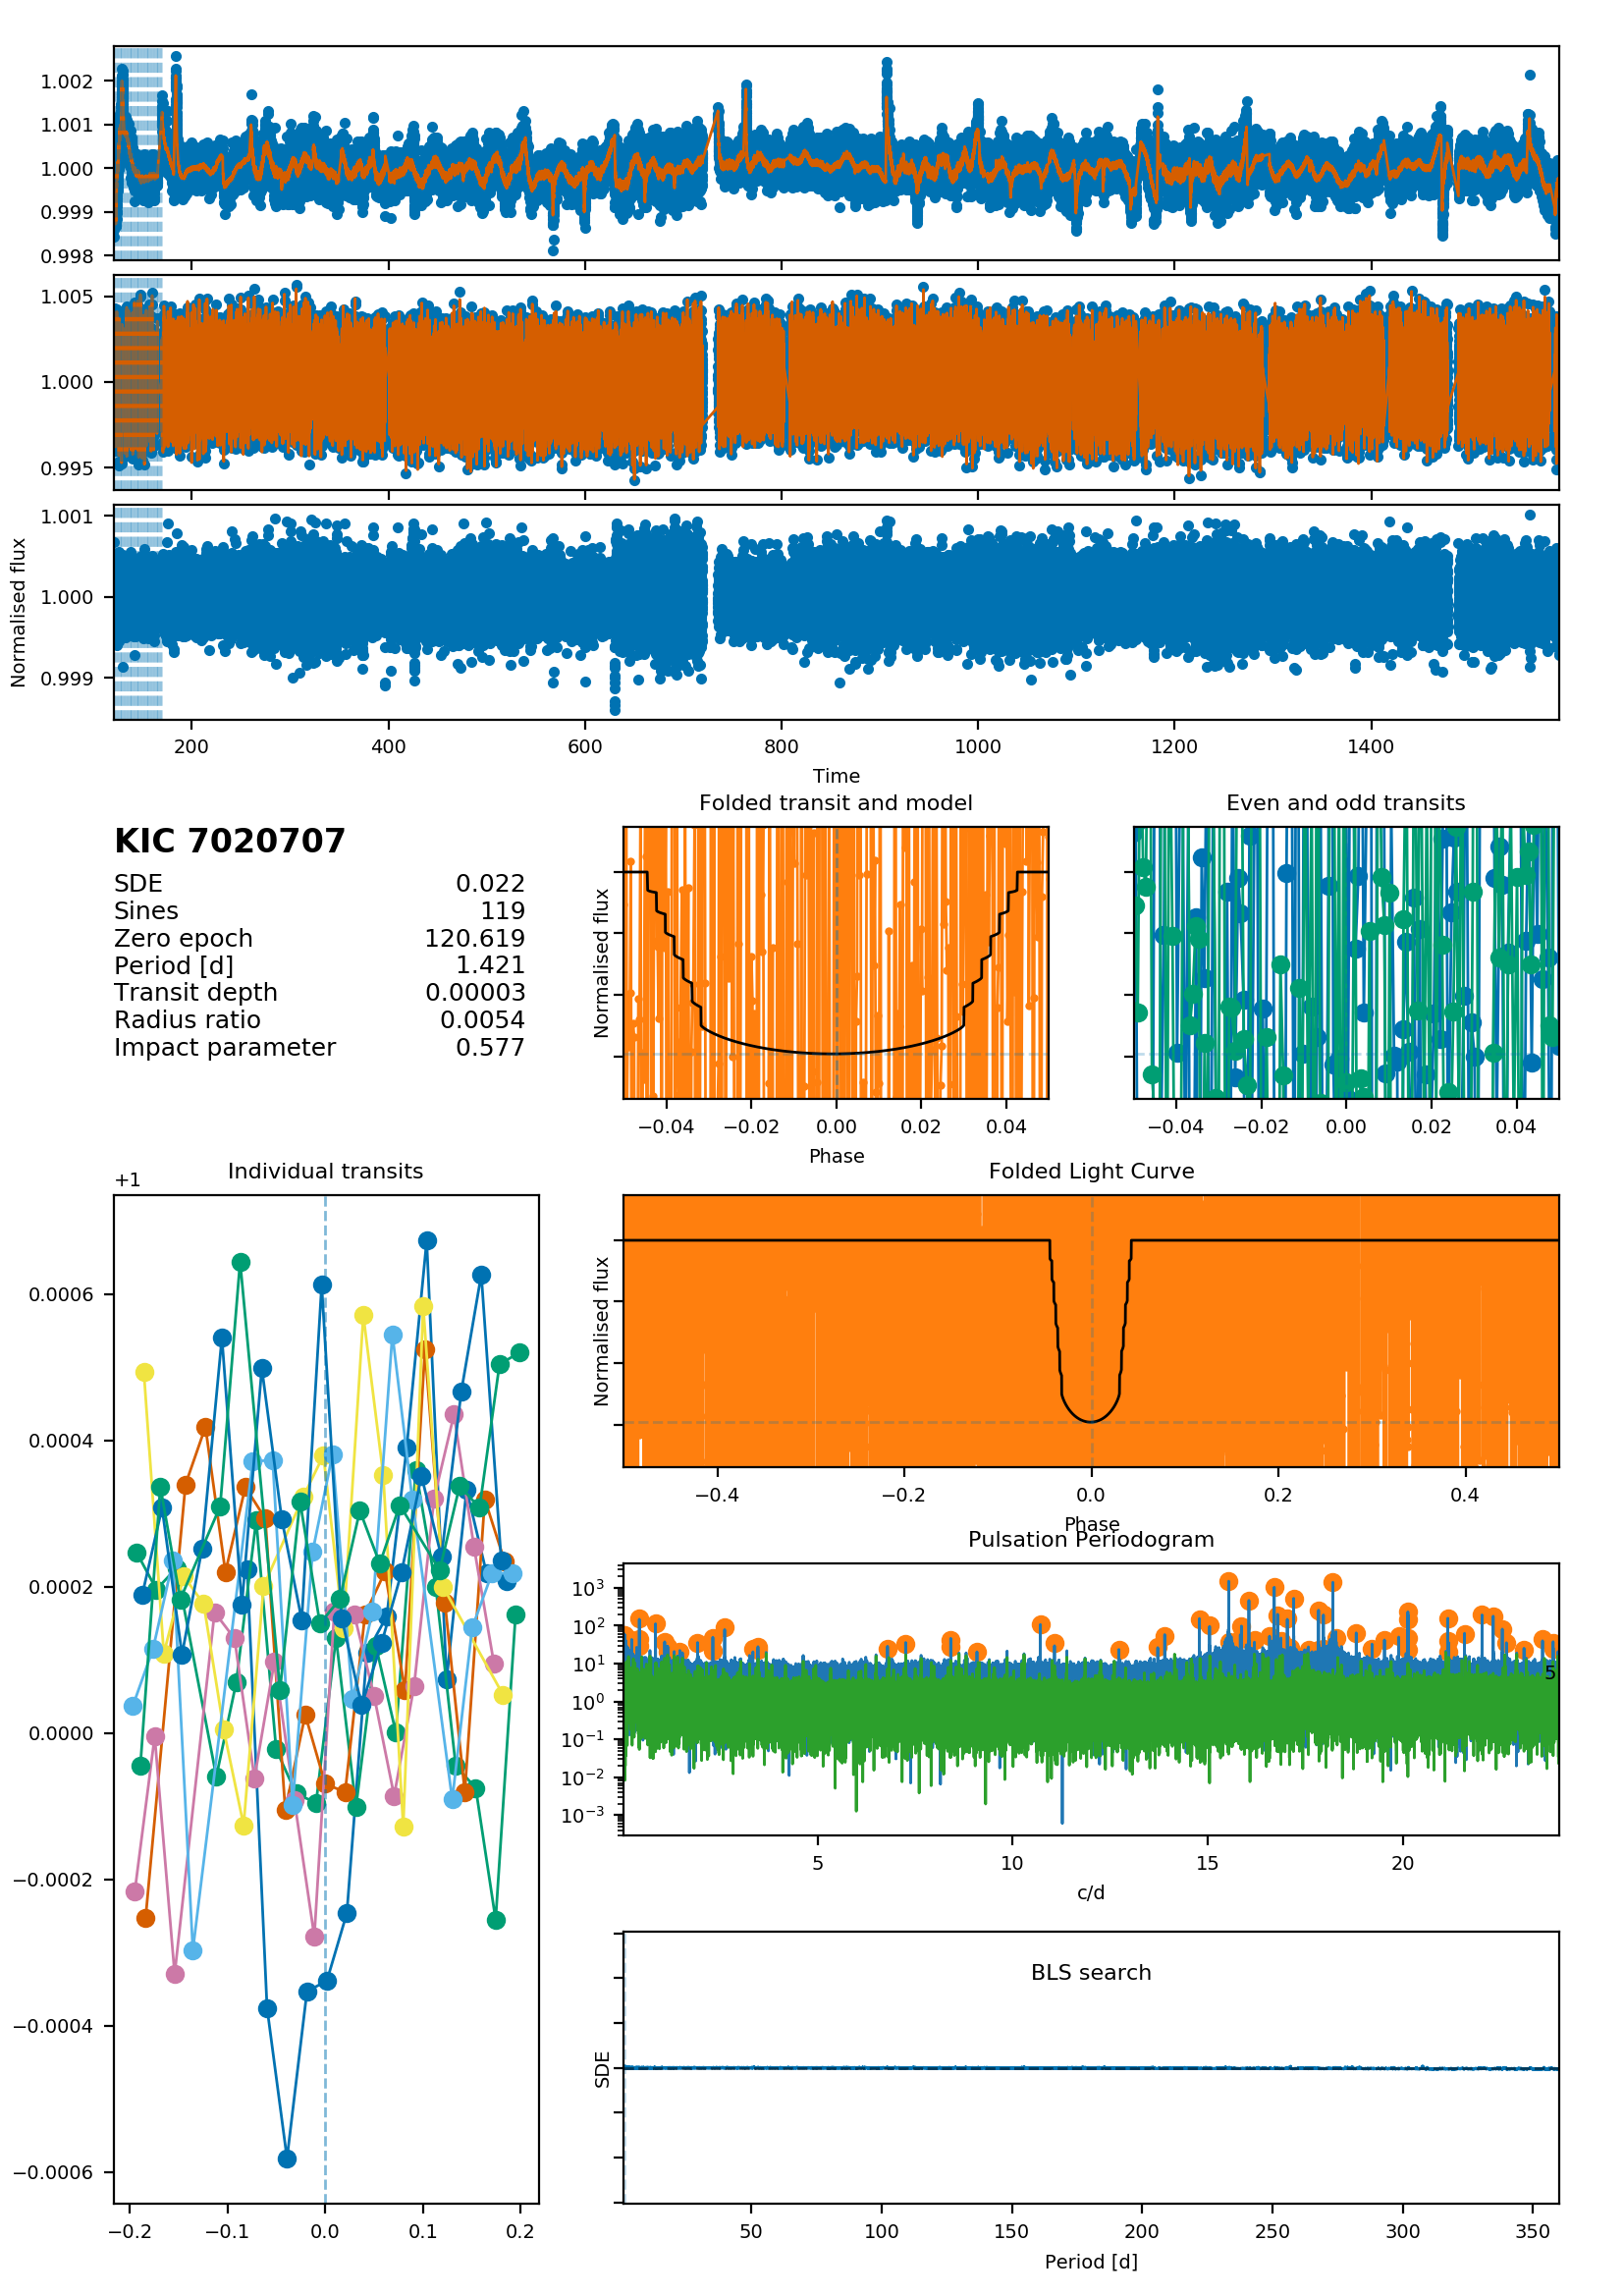 1.002
1.001
1.000
0.999
0.998
1.005
1.000
0.995
1.001
1.000
0.999
Normalised flux
200 400 600 800 1000 1200 1400
Time
KIC 7020707
SDE 0.022
Sines 119
Zero epoch 120.619
Period [d] 1.421
Transit depth 0.00003
Radius ratio 0.0054
Impact parameter 0.577
Folded transit and model
Normalised flux
−0.04 −0.02 0.00 0.02 0.04
Phase
Even and odd transits
−0.04 −0.02 0.00 0.02 0.04
Individual transits
+1
0.0006
0.0004
0.0002
0.0000
−0.0002
−0.0004
−0.0006
−0.2 −0.1 0.0 0.1 0.2
Folded Light Curve
Normalised flux
−0.4 −0.2 0.0 0.2 0.4
Phase
Pulsation Periodogram
10³
10²
10¹
10⁰
10⁻¹
10⁻²
10⁻³
5
5 10 15 20
c/d
BLS search
SDE
50 100 150 200 250 300 350
Period [d]